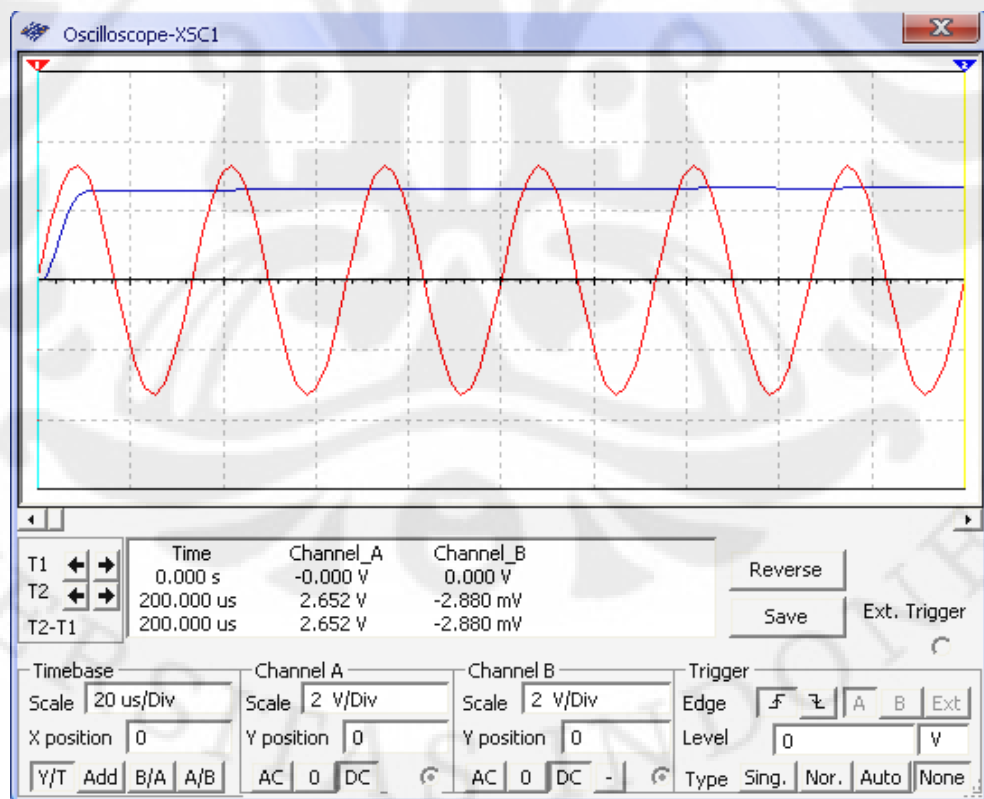 Oscilloscope-XSC1
1
2
Time Channel_A Channel_B
T1 0.000 s -0.000 V 0.000 V
T2 200.000 us 2.652 V -2.880 mV
T2-T1 200.000 us 2.652 V -2.880 mV
Reverse
Save
Ext. Trigger
Timebase
Scale 20 us/Div
X position 0
Y/T Add B/A A/B
Channel A
Scale 2 V/Div
Y position 0
AC 0 DC
Channel B
Scale 2 V/Div
Y position 0
AC 0 DC -
Trigger
Edge A B Ext
Level 0 V
Type Sing. Nor. Auto None